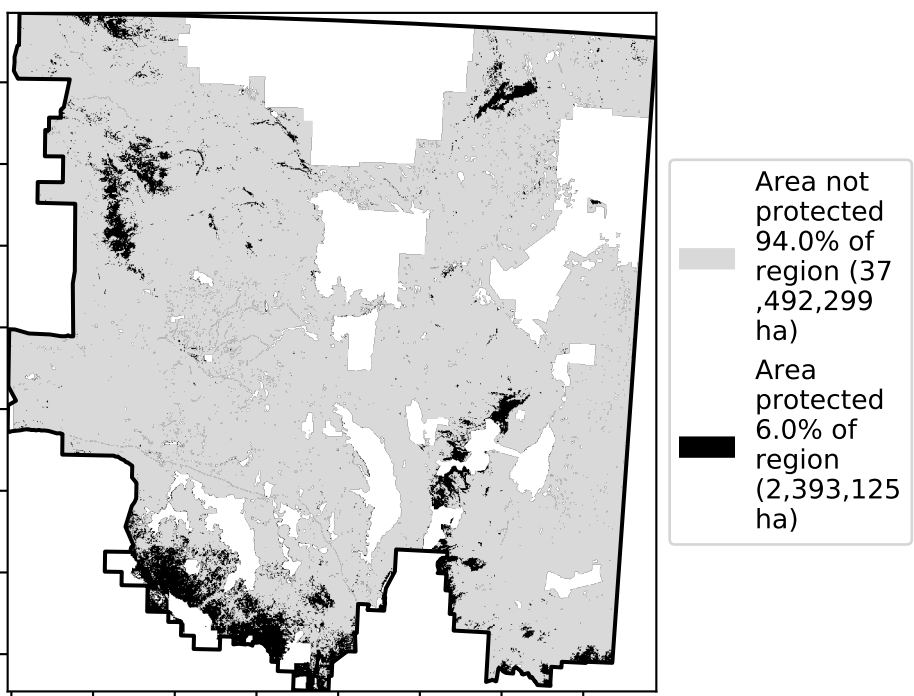 Area not
protected
94.0% of
region (37
,492,299
ha)
Area
protected
6.0% of
region
(2,393,125
ha)